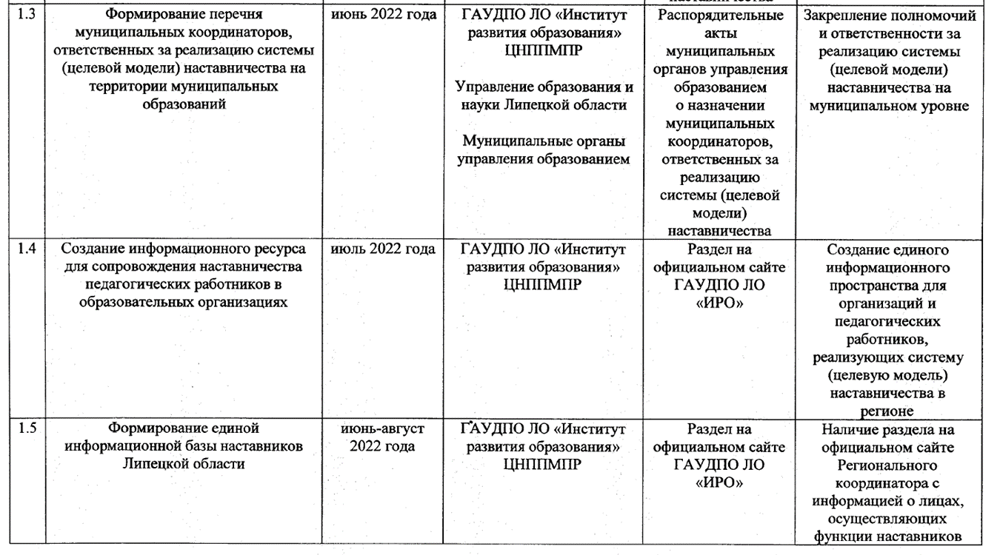 наставничества
1.3
Формирование перечня
муниципальных координаторов,
ответственных за реализацию системы
(целевой модели) наставничества на
территории муниципальных
образований
июнь 2022 года
ГАУДПО ЛО «Институт
развития образования»
ЦНППМПР
Управление образования и
науки Липецкой области
Муниципальные органы
управления образованием
Распорядительные
акты
муниципальных
органов управления
образованием
о назначении
муниципальных
координаторов,
ответственных за
реализацию
системы (целевой
модели)
наставничества
Закрепление полномочий
и ответственности за
реализацию системы
(целевой модели)
наставничества на
муниципальном уровне
1.4
Создание информационного ресурса
для сопровождения наставничества
педагогических работников в
образовательных организациях
июль 2022 года
ГАУДПО ЛО «Институт
развития образования»
ЦНППМПР
Раздел на
официальном сайте
ГАУДПО ЛО
«ИРО»
Создание единого
информационного
пространства для
организаций и
педагогических
работников,
реализующих систему
(целевую модель)
наставничества в
регионе
1.5
Формирование единой
информационной базы наставников
Липецкой области
июнь-август
2022 года
ГАУДПО ЛО «Институт
развития образования»
ЦНППМПР
Раздел на
официальном сайте
ГАУДПО ЛО
«ИРО»
Наличие раздела на
официальном сайте
Регионального
координатора с
информацией о лицах,
осуществляющих
функции наставников